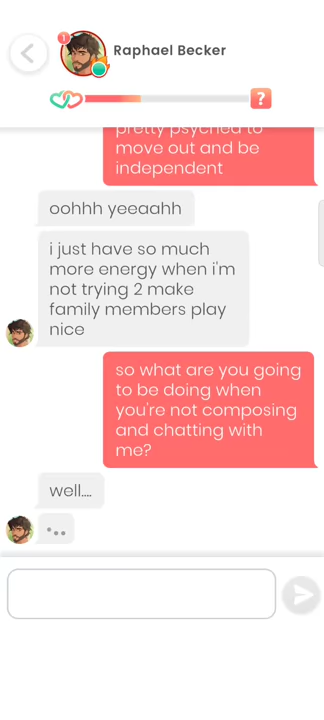 1
Raphael Becker
?
pretty psyched to
move out and be
independent
oohhh yeeaahh
i just have so much
more energy when i'm
not trying 2 make
family members play
nice
so what are you going
to be doing when
you're not composing
and chatting with
me?
well....